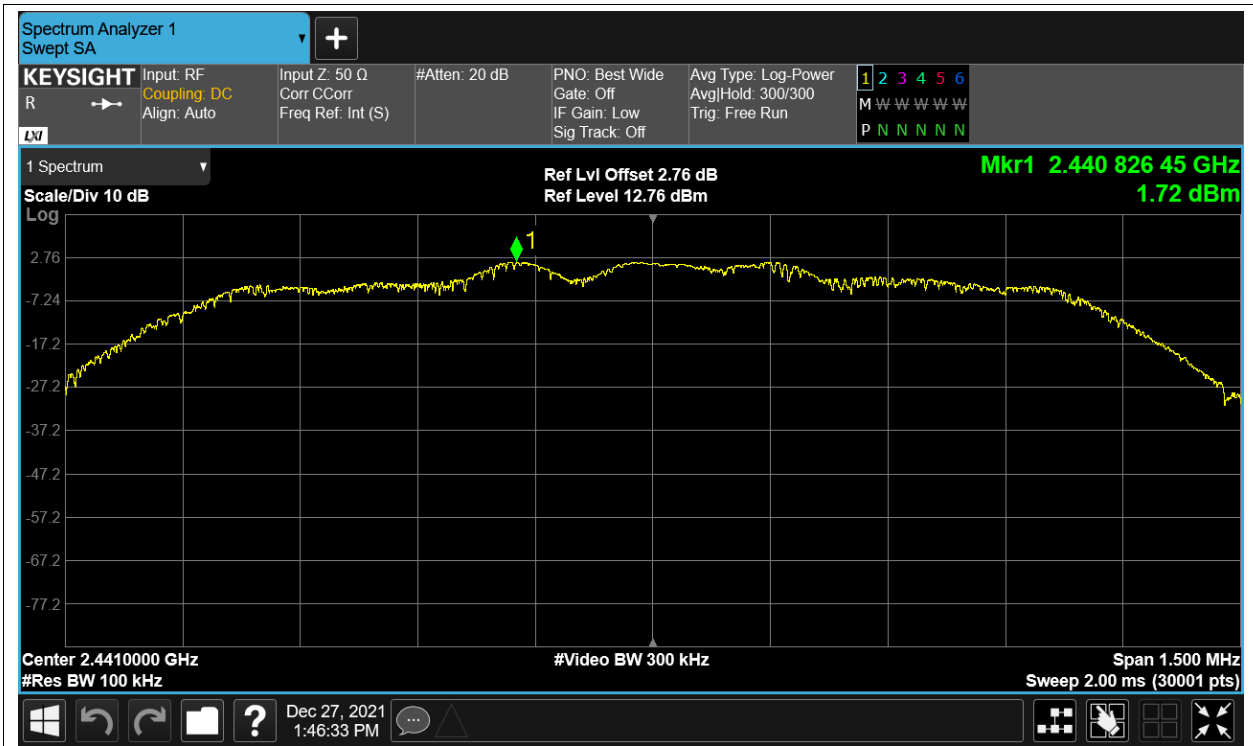 Spectrum Analyzer 1
Swept SA
KEYSIGHT
R
LXI
Input: RF
Coupling: DC
Align: Auto
Input Z: 50 Ω
Corr CCorr
Freq Ref: Int (S)
#Atten: 20 dB
PNO: Best Wide
Gate: Off
IF Gain: Low
Sig Track: Off
Avg Type: Log-Power
Avg|Hold: 300/300
Trig: Free Run
1 2 3 4 5 6
M W W W W W W
P N N N N N N
1 Spectrum
Scale/Div 10 dB
Log
Ref Lvl Offset 2.76 dB
Ref Level 12.76 dBm
Mkr1 2.440 826 45 GHz
1.72 dBm
1
2.76
-7.24
-17.2
-27.2
-37.2
-47.2
-57.2
-67.2
-77.2
Center 2.4410000 GHz
#Video BW 300 kHz
Span 1.500 MHz
#Res BW 100 kHz
Sweep 2.00 ms (30001 pts)
?
Dec 27, 2021
1:46:33 PM